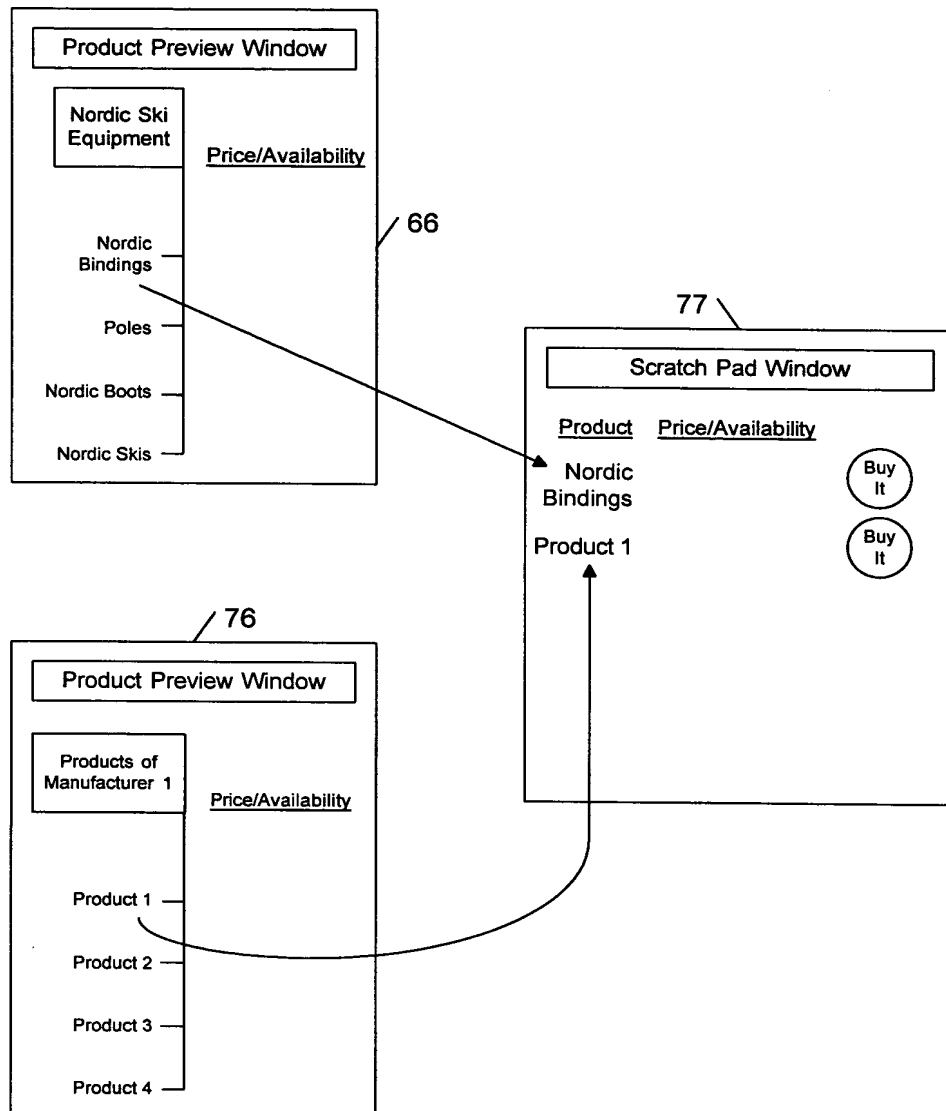 Product Preview Window
Nordic Ski
Equipment
Price/Availability
Nordic
Bindings
Poles
Nordic Boots
Nordic Skis
66
77
Scratch Pad Window
Product Price/Availability
Nordic
Bindings
Buy
It
Product 1
Buy
It
76
Product Preview Window
Products of
Manufacturer 1
Price/Availability
Product 1
Product 2
Product 3
Product 4